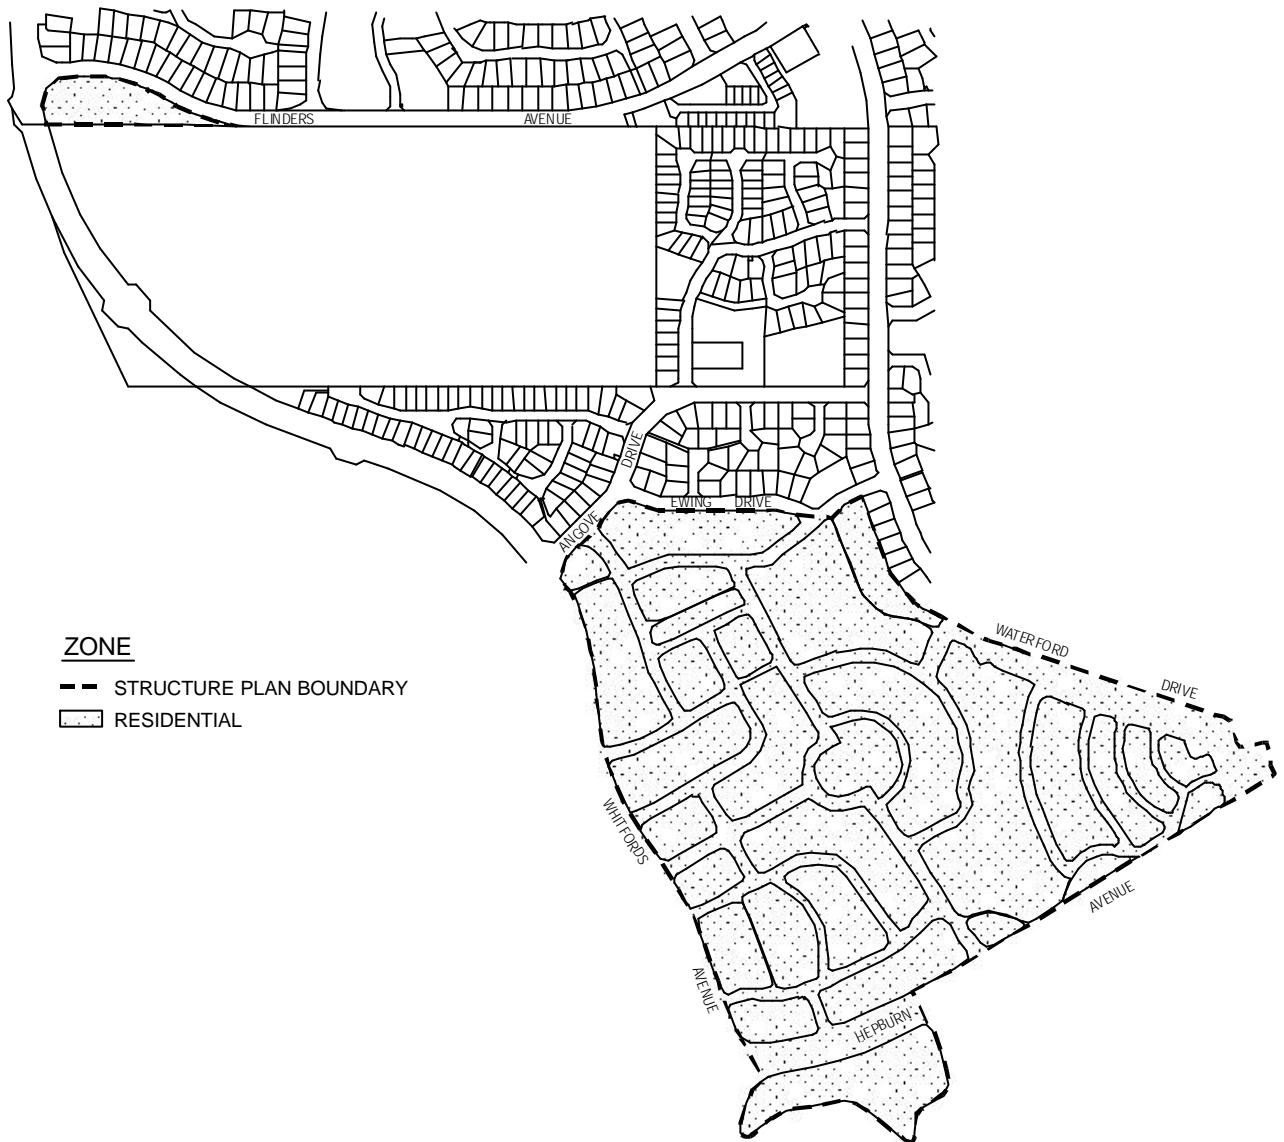 FLINDERS AVENUE
DRIVE
EWING DRIVE
ANGOVE
WATERFORD
DRIVE
ZONE
STRUCTURE PLAN BOUNDARY
RESIDENTIAL
WHITFORDS
AVENUE
AVENUE
HEPBURN